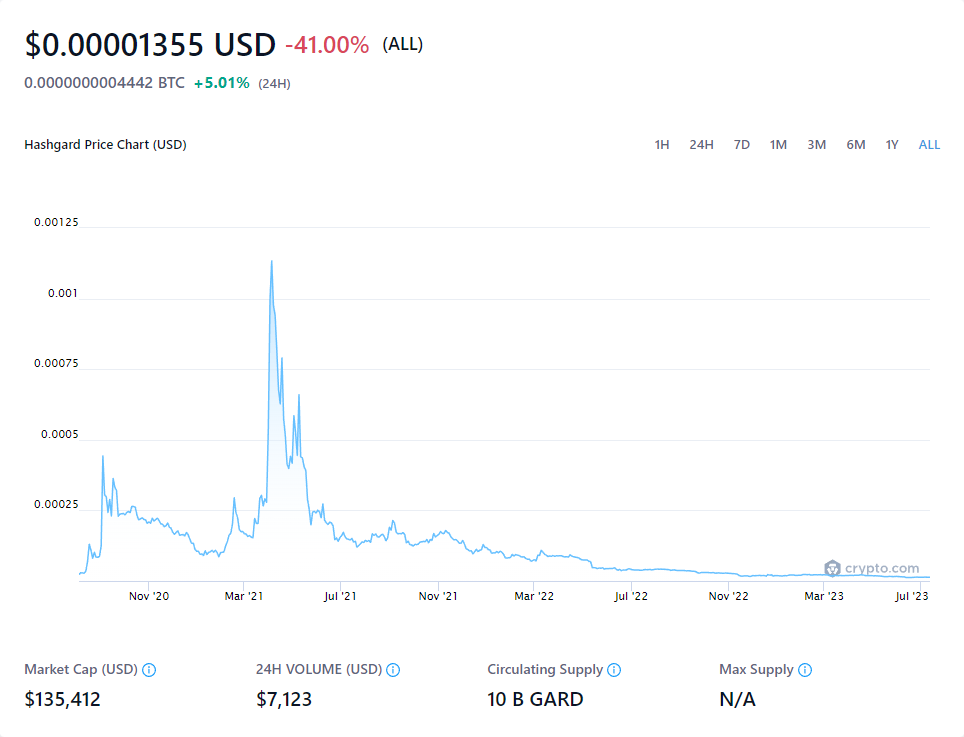 $0.00001355 USD -41.00% (ALL)
0.0000000004442 BTC +5.01% (24H)
Hashgard Price Chart (USD) 1H 24H 7D 1M 3M 6M 1Y ALL
0.00125
0.001
0.00075
0.0005
0.00025
crypto.com
Nov '20 Mar '21 Jul '21 Nov '21 Mar '22 Jul '22 Nov '22 Mar '23 Jul '23
Market Cap (USD) 24H VOLUME (USD) Circulating Supply Max Supply
$135,412 $7,123 10 B GARD N/A